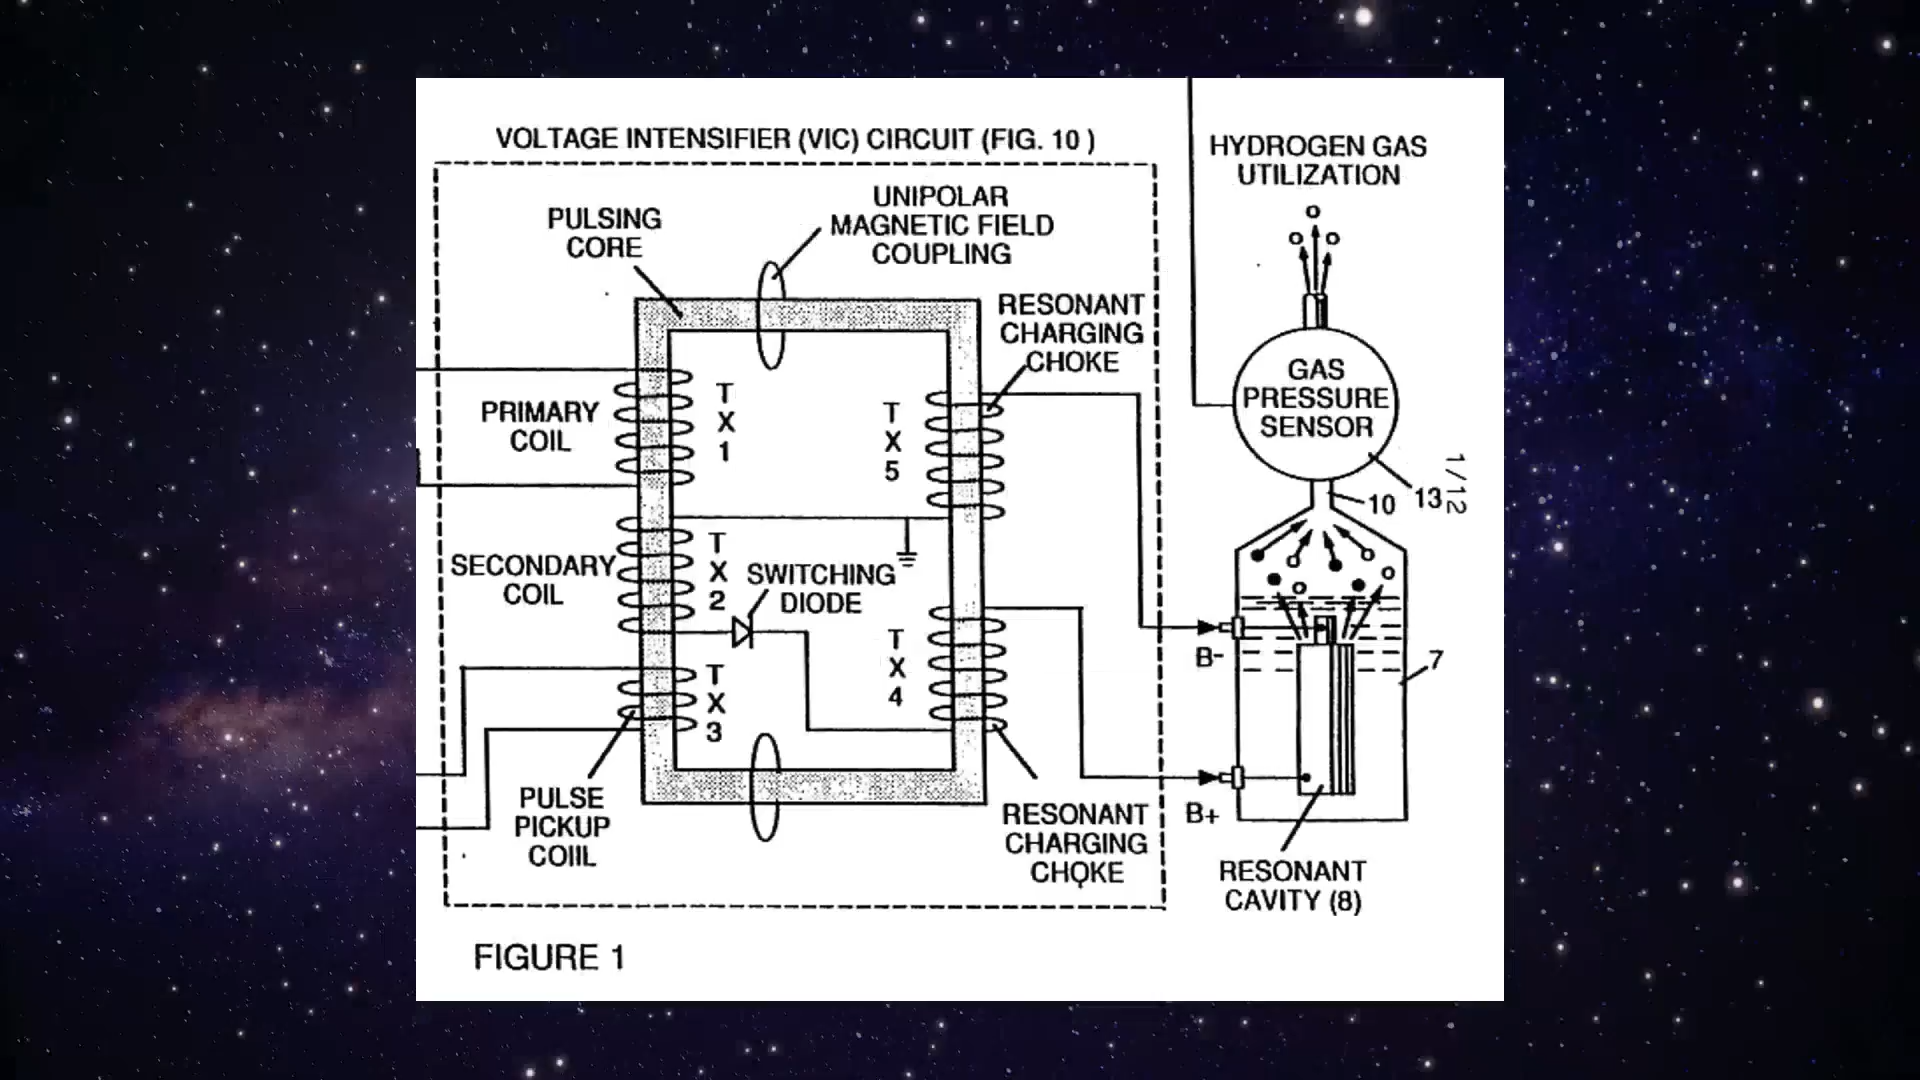 VOLTAGE INTENSIFIER (VIC) CIRCUIT (FIG. 10 )
HYDROGEN GAS
UTILIZATION
UNIPOLAR
MAGNETIC FIELD
COUPLING
PULSING
CORE
RESONANT
CHARGING
CHOKE
GAS
PRESSURE
SENSOR
PRIMARY
COIL
T
X
1
T
X
5
10
13
1/12
SECONDARY
COIL
T
X
2
SWITCHING
DIODE
T
X
4
B-
7
T
X
3
PULSE
PICKUP
COIIL
RESONANT
CHARGING
CHOKE
B+
RESONANT
CAVITY (8)
FIGURE 1